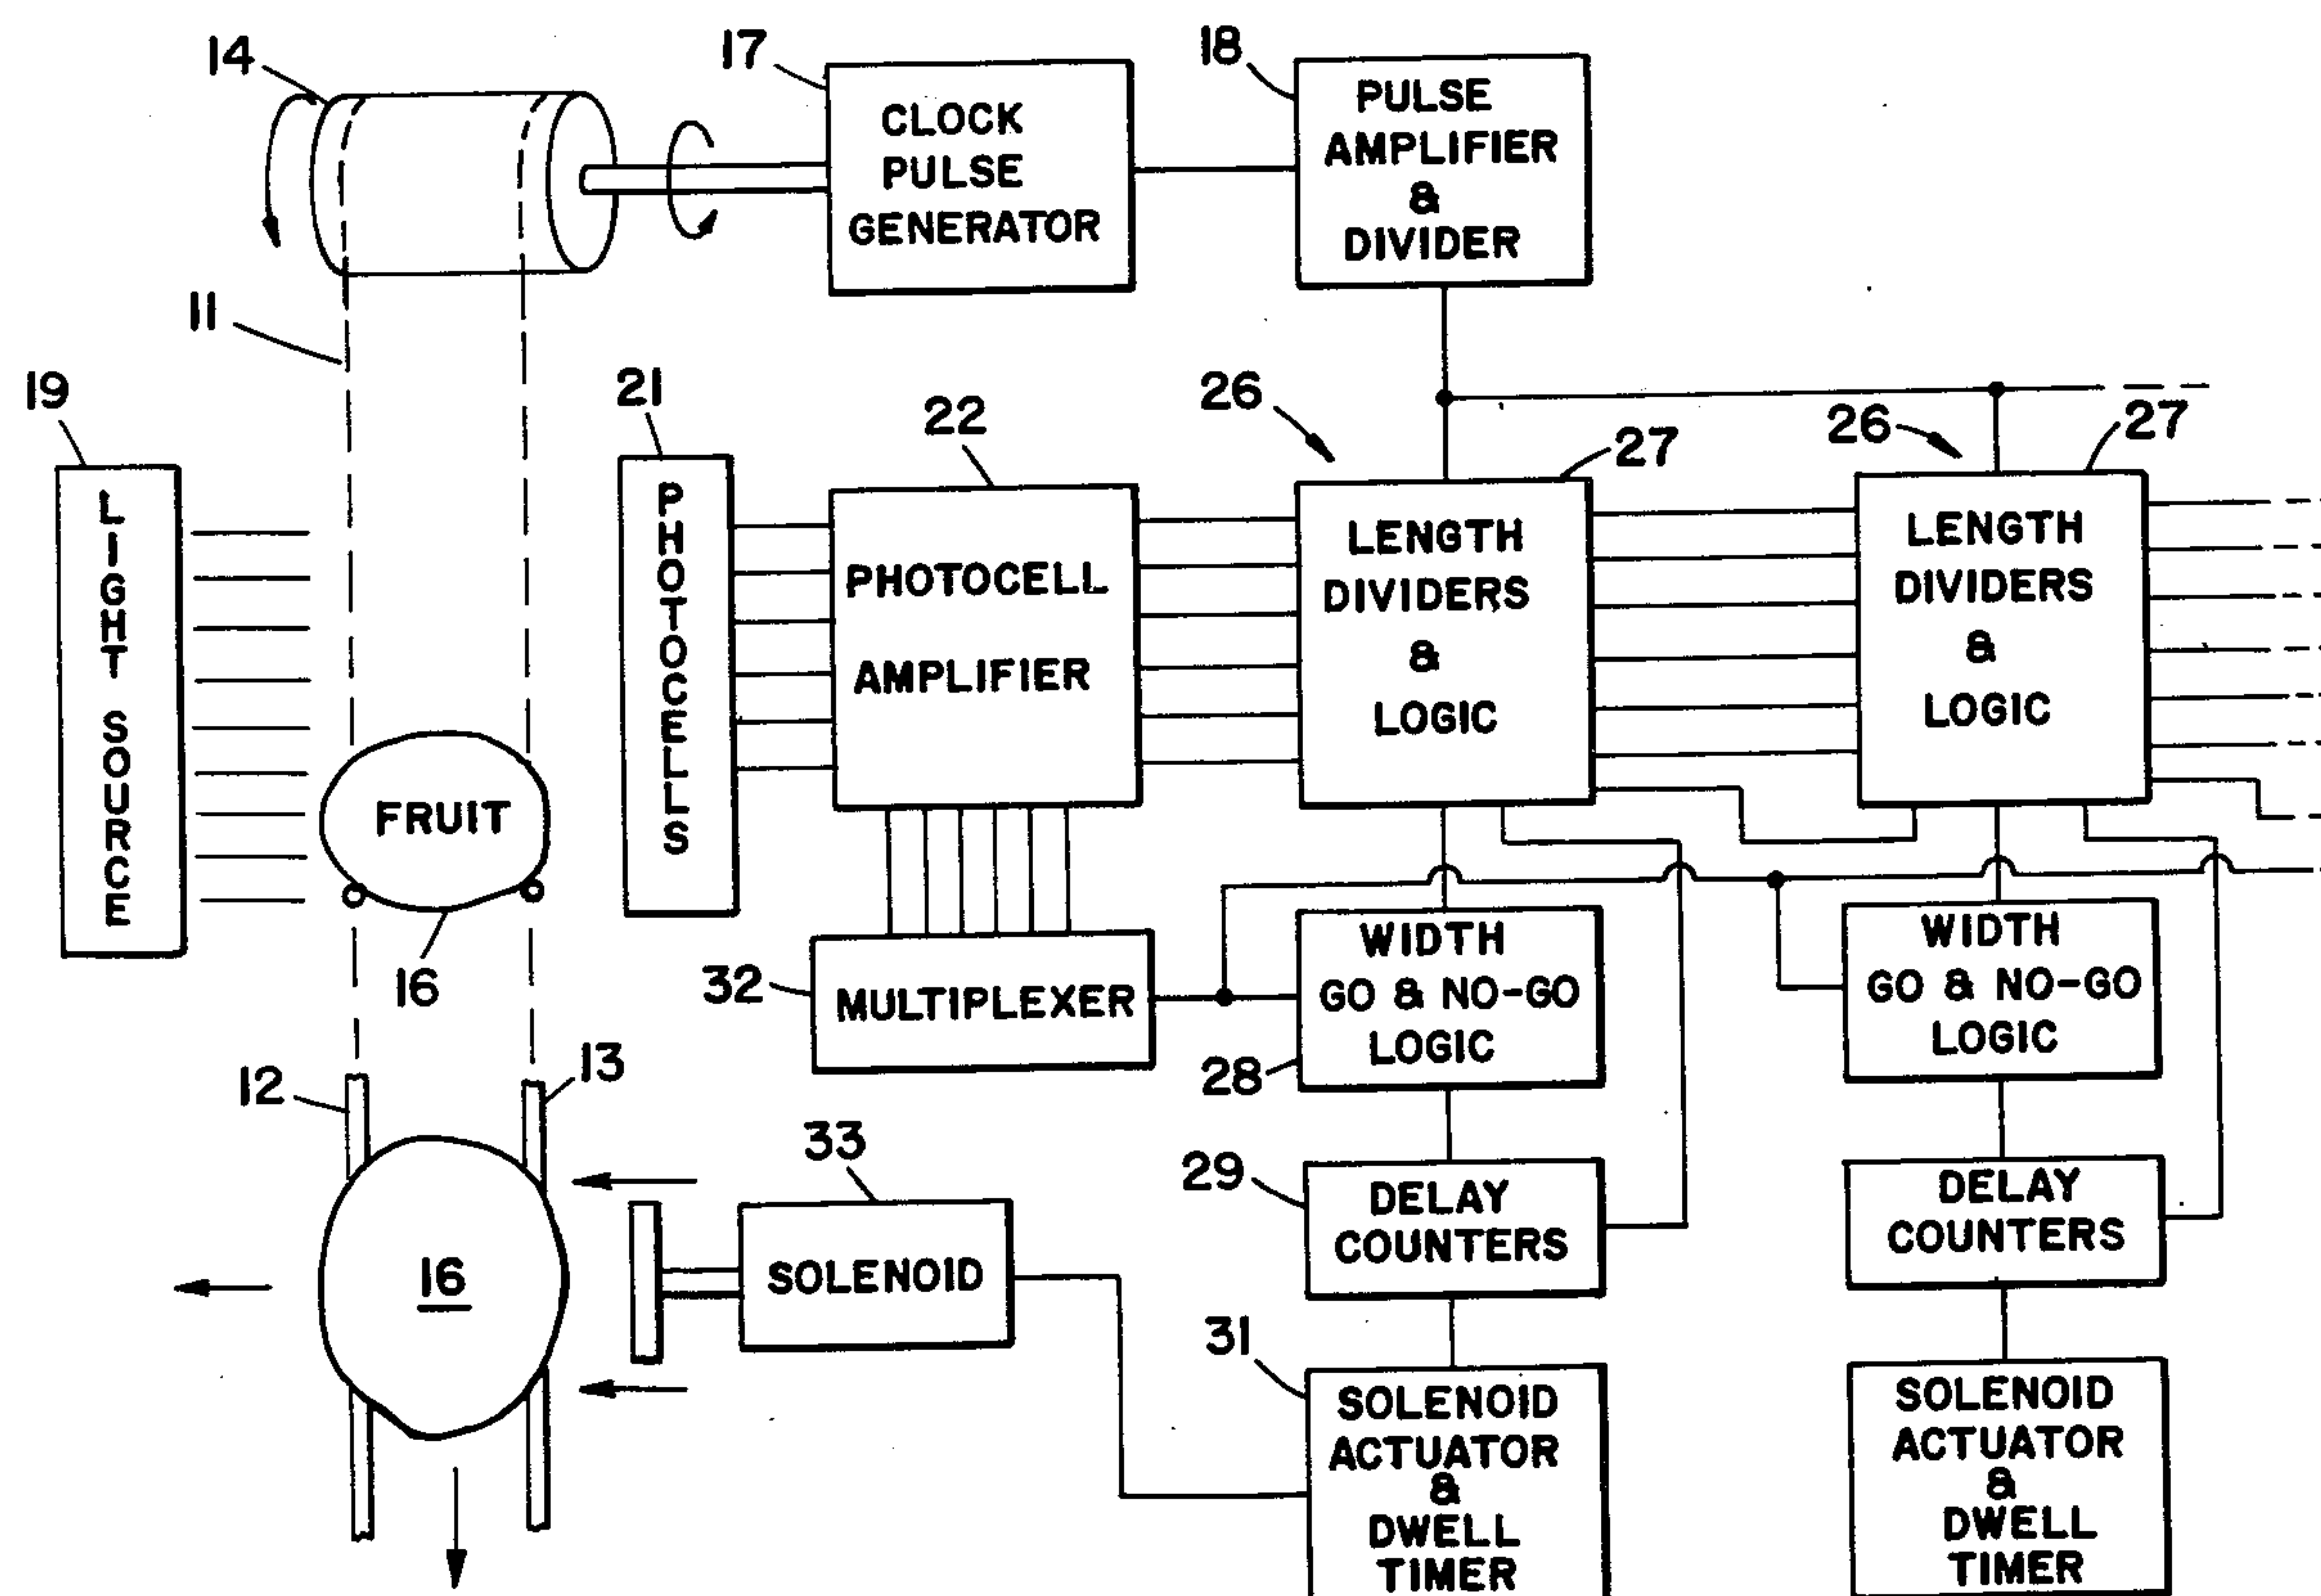 14
17
CLOCK
PULSE
GENERATOR
18
PULSE
AMPLIFIER
&
DIVIDER
11
19
LIGHT SOURCE
21
PHOTOCELLS
22
PHOTOCELL
AMPLIFIER
26
27
LENGTH
DIVIDERS
&
LOGIC
26
27
LENGTH
DIVIDERS
&
LOGIC
FRUIT
16
32
MULTIPLEXER
WIDTH
GO & NO-GO
LOGIC
28
WIDTH
GO & NO-GO
LOGIC
12
13
33
SOLENOID
16
29
DELAY
COUNTERS
DELAY
COUNTERS
31
SOLENOID
ACTUATOR
&
DWELL
TIMER
SOLENOID
ACTUATOR
&
DWELL
TIMER